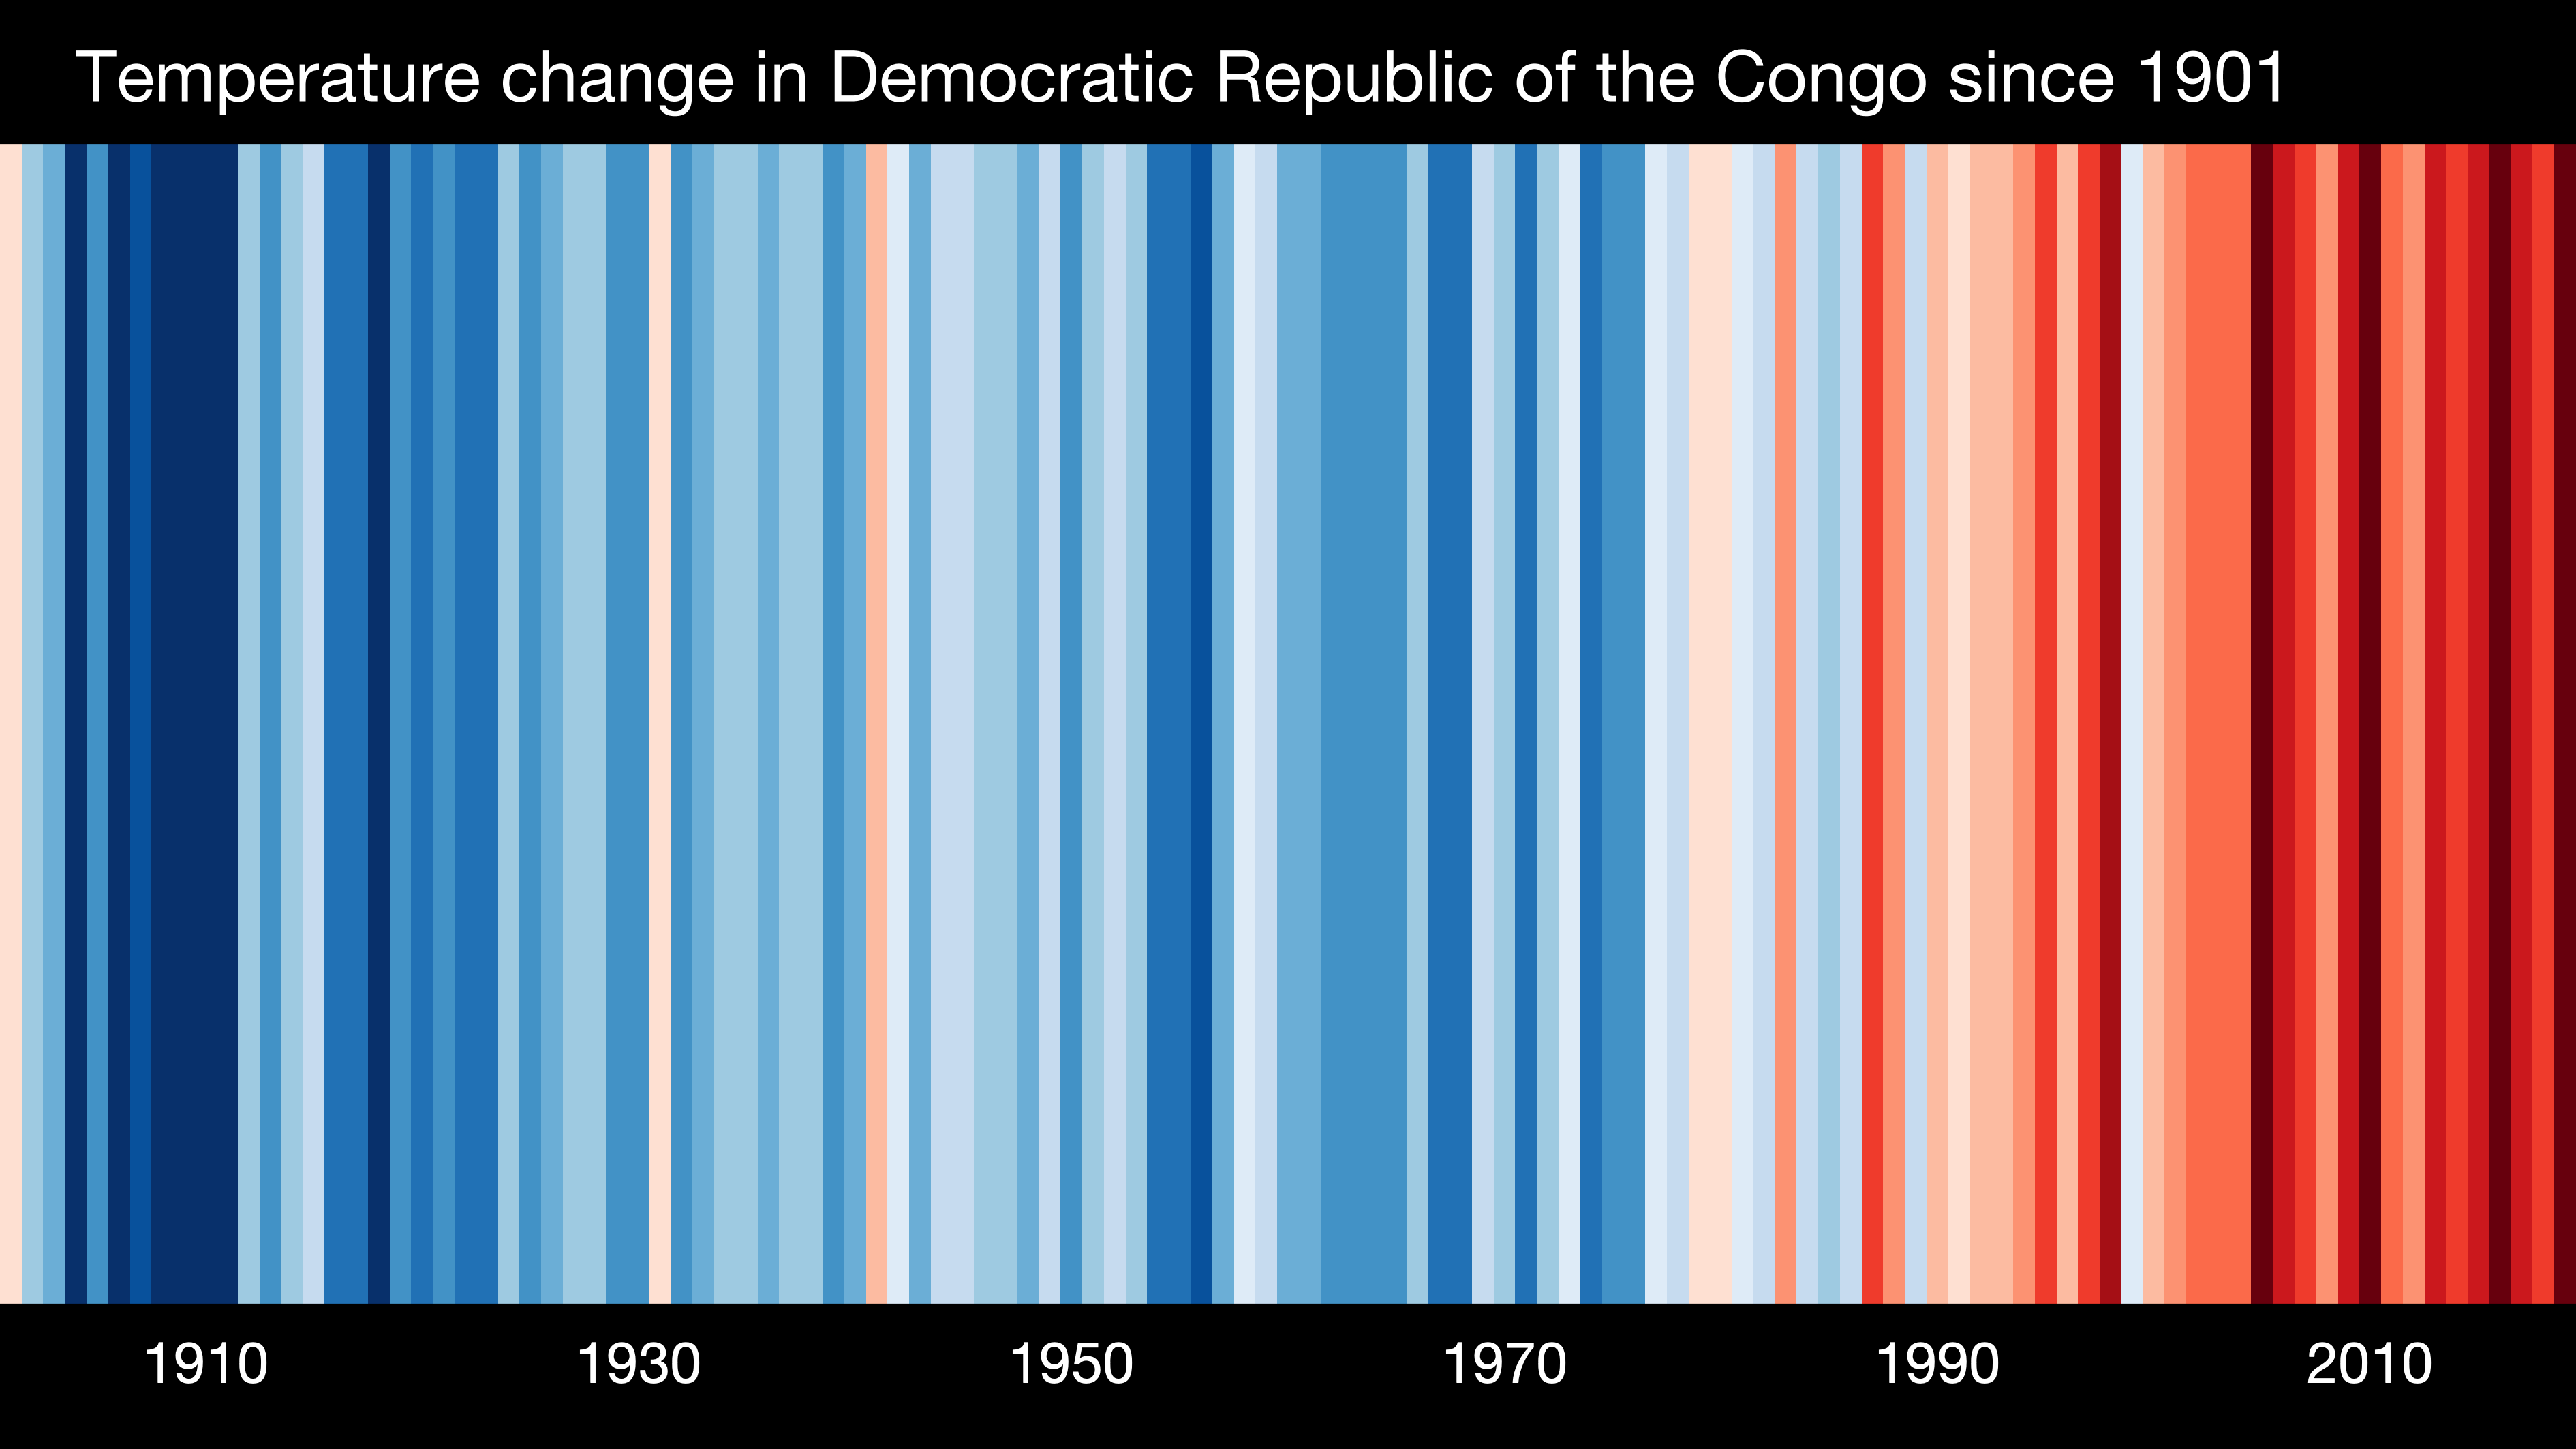 Temperature change in Democratic Republic of the Congo since 1901
1910 1930 1950 1970 1990 2010